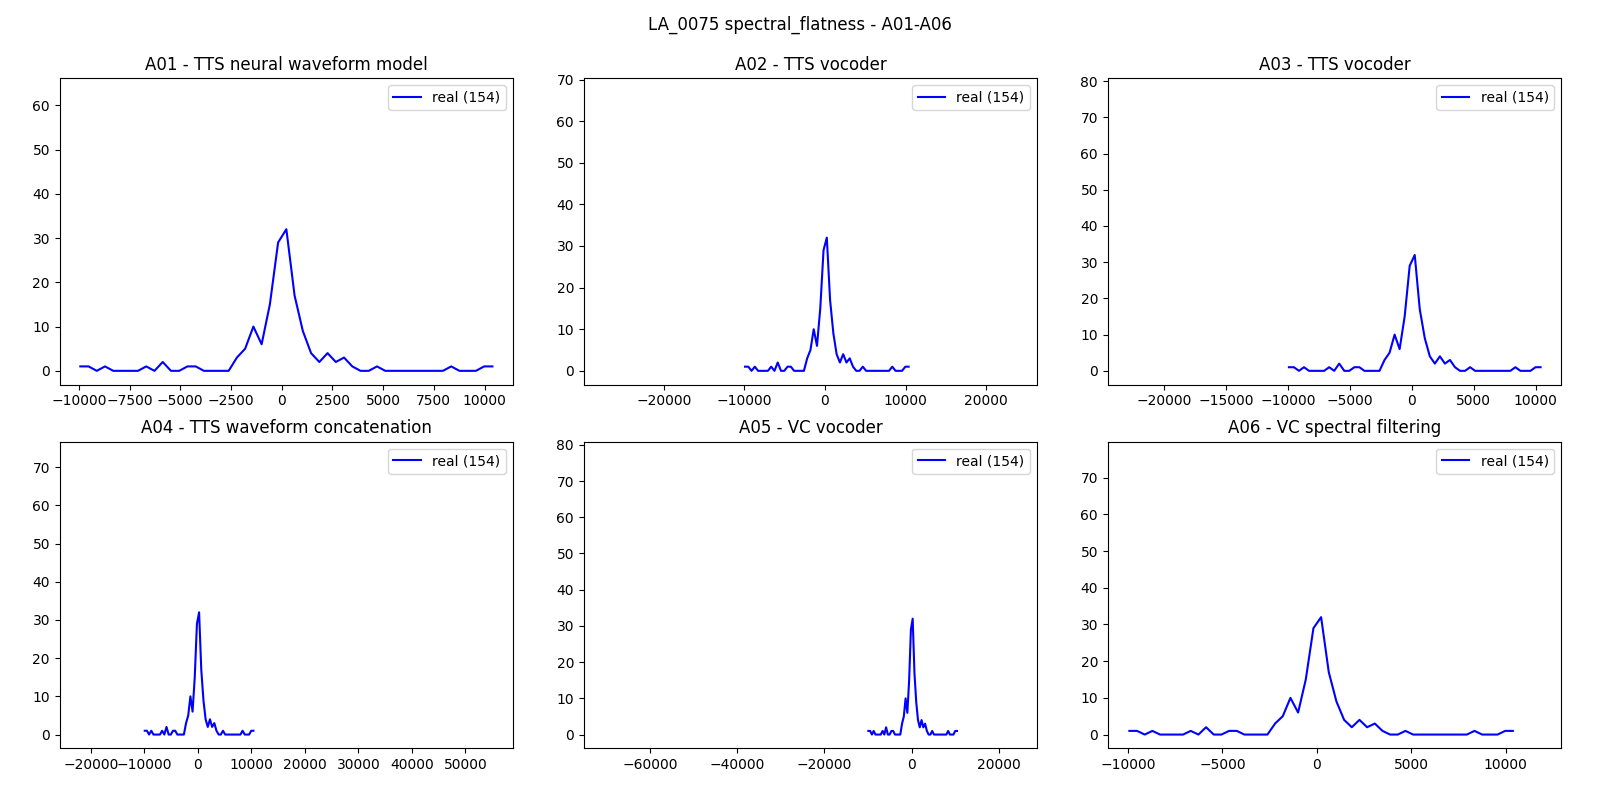 LA_0075 spectral_flatness - A01-A06
A01 - TTS neural waveform model
real (154)
60
50
40
30
20
10
0
−10000 −7500 −5000 −2500 0 2500 5000 7500 10000
A02 - TTS vocoder
real (154)
70
60
50
40
30
20
10
0
−20000 −10000 0 10000 20000
A03 - TTS vocoder
real (154)
80
70
60
50
40
30
20
10
0
−20000 −15000 −10000 −5000 0 5000 10000
A04 - TTS waveform concatenation
real (154)
70
60
50
40
30
20
10
0
−20000 −10000 0 10000 20000 30000 40000 50000
A05 - VC vocoder
real (154)
80
70
60
50
40
30
20
10
0
−60000 −40000 −20000 0 20000
A06 - VC spectral filtering
real (154)
70
60
50
40
30
20
10
0
−10000 −5000 0 5000 10000